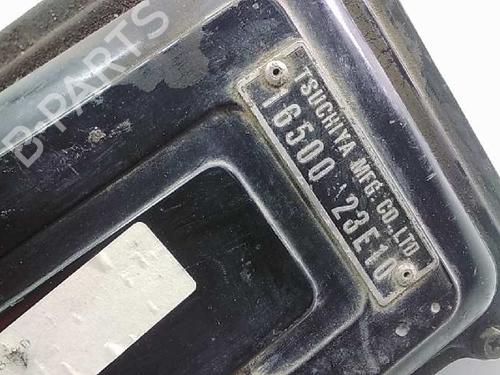 TSUCHIYA MFG. CO., LTD.
16500 23E10
B-PARTS